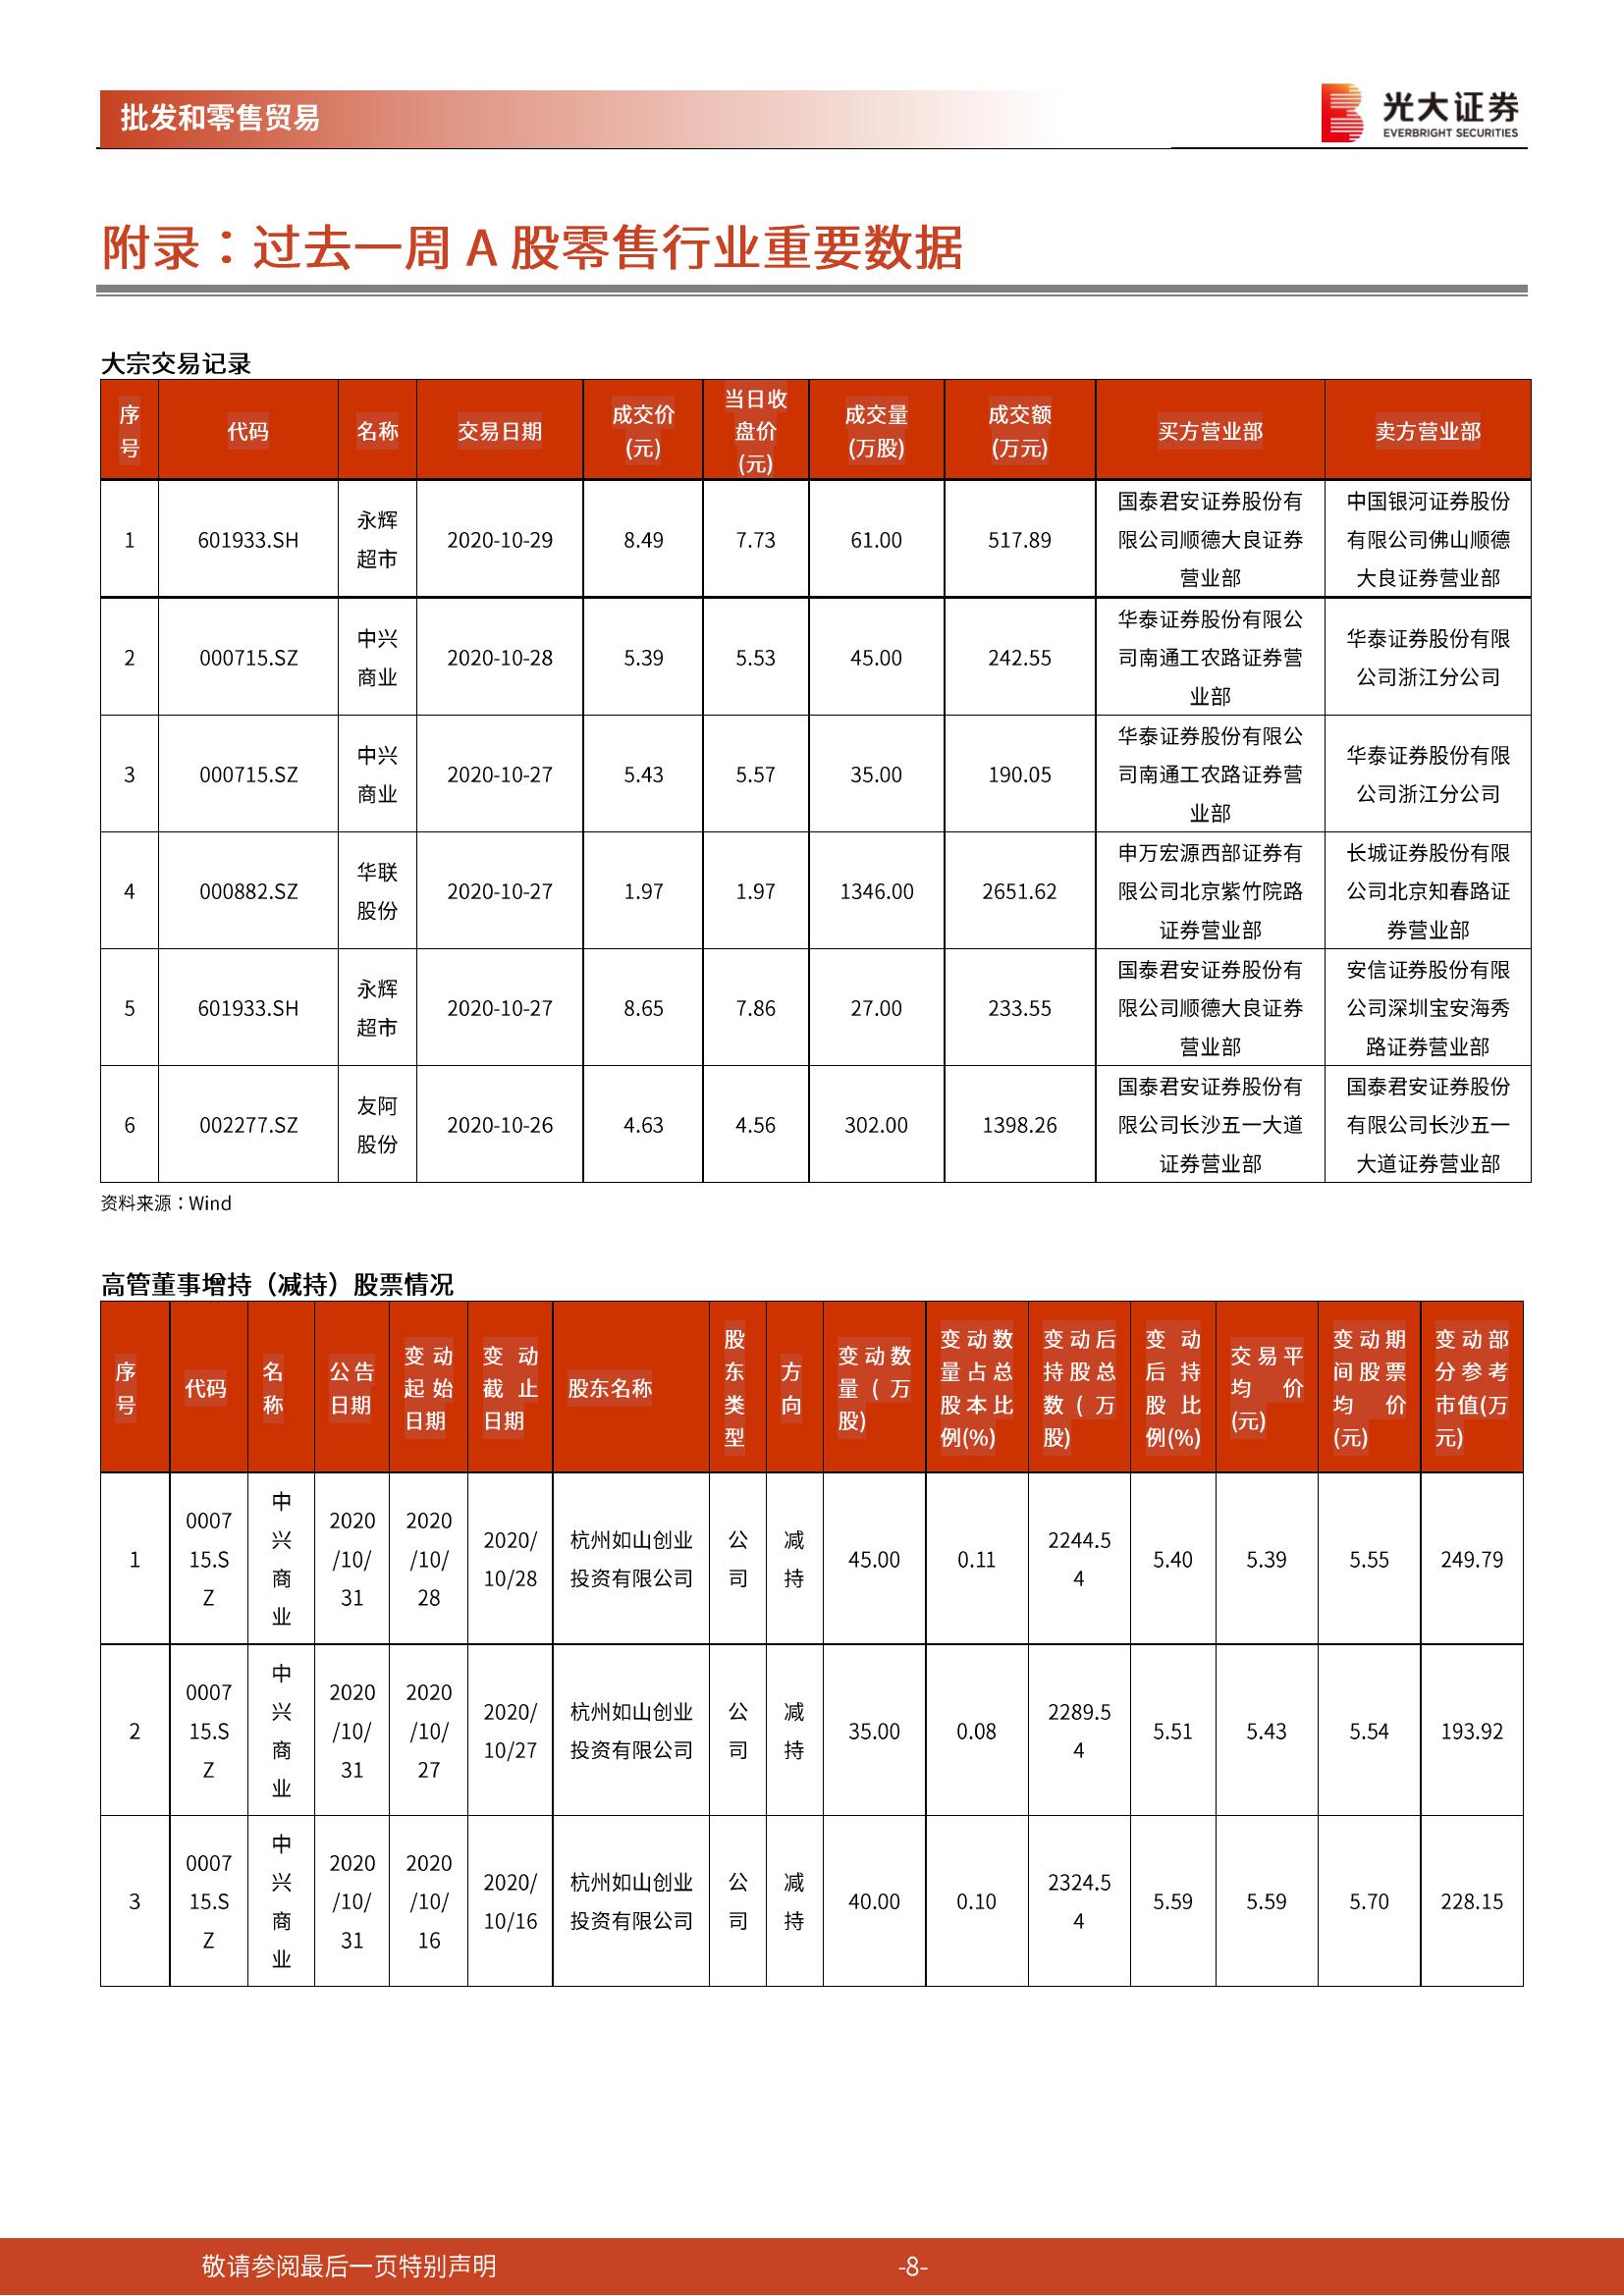 批发和零售贸易
光大证券
EVERBRIGHT SECURITIES
附录：过去一周 A 股零售行业重要数据
大宗交易记录
序号 代码 名称 交易日期 成交价(元) 当日收盘价(元) 成交量(万股) 成交额(万元) 买方营业部 卖方营业部
1 601933.SH 永辉超市 2020-10-29 8.49 7.73 61.00 517.89 国泰君安证券股份有限公司顺德大良证券营业部 中国银河证券股份有限公司佛山顺德大良证券营业部
2 000715.SZ 中兴商业 2020-10-28 5.39 5.53 45.00 242.55 华泰证券股份有限公司南通工农路证券营业部 华泰证券股份有限公司浙江分公司
3 000715.SZ 中兴商业 2020-10-27 5.43 5.57 35.00 190.05 华泰证券股份有限公司南通工农路证券营业部 华泰证券股份有限公司浙江分公司
4 000882.SZ 华联股份 2020-10-27 1.97 1.97 1346.00 2651.62 申万宏源西部证券有限公司北京紫竹院路证券营业部 长城证券股份有限公司北京知春路证券营业部
5 601933.SH 永辉超市 2020-10-27 8.65 7.86 27.00 233.55 国泰君安证券股份有限公司顺德大良证券营业部 安信证券股份有限公司深圳宝安海秀路证券营业部
6 002277.SZ 友阿股份 2020-10-26 4.63 4.56 302.00 1398.26 国泰君安证券股份有限公司长沙五一大道证券营业部 国泰君安证券股份有限公司长沙五一大道证券营业部
资料来源：Wind
高管董事增持（减持）股票情况
序号 代码 名称 公告日期 变动起始日期 变动截止日期 股东名称 股东类型 方向 变动数量(万股) 变动数量占总股本比例(%) 变动后持股总数(万股) 变动后持股比例(%) 交易平均价(元) 变动期间股票均价(元) 变动部分参考市值(万元)
1 000715.SZ 中兴商业 2020/10/31 2020/10/28 2020/10/28 杭州如山创业投资有限公司 公司 减持 45.00 0.11 2244.54 5.40 5.39 5.55 249.79
2 000715.SZ 中兴商业 2020/10/31 2020/10/27 2020/10/27 杭州如山创业投资有限公司 公司 减持 35.00 0.08 2289.54 5.51 5.43 5.54 193.92
3 000715.SZ 中兴商业 2020/10/31 2020/10/16 2020/10/16 杭州如山创业投资有限公司 公司 减持 40.00 0.10 2324.54 5.59 5.59 5.70 228.15
敬请参阅最后一页特别声明 -8-